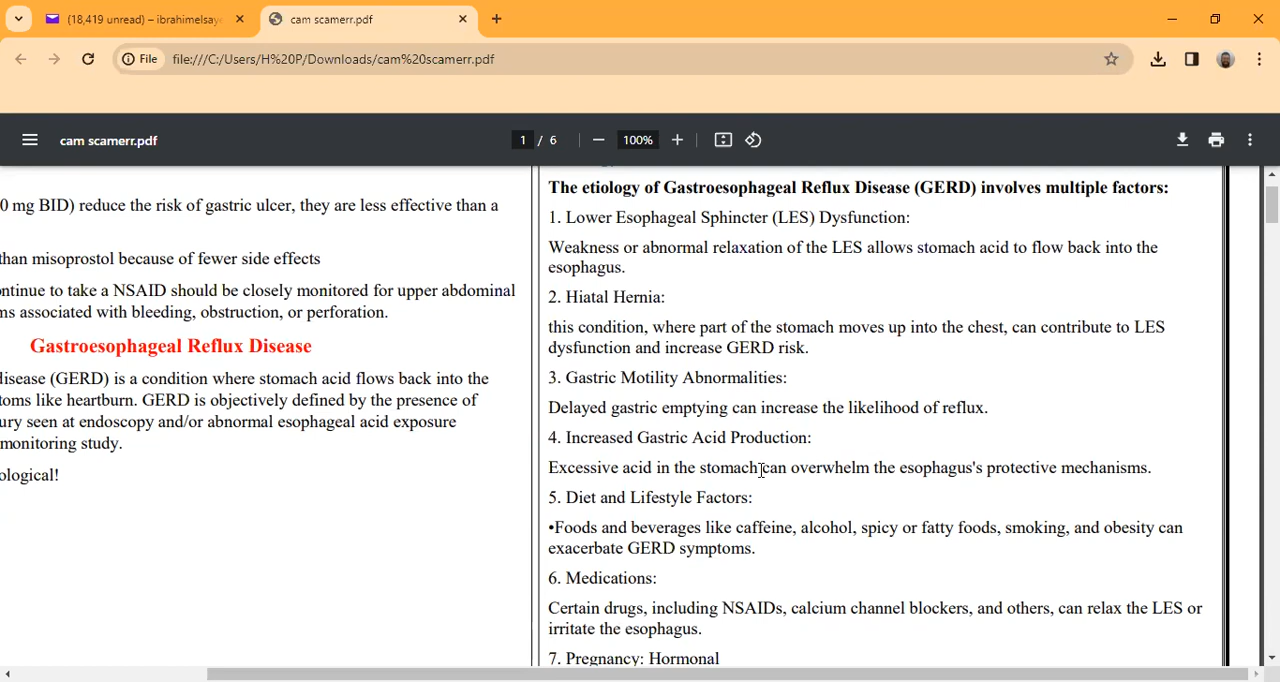 (18,419 unread) – ibrahimelsaye
cam scamerr.pdf
File
file:///C:/Users/H%20P/Downloads/cam%20scamerr.pdf
cam scamerr.pdf
1 / 6
100%
0 mg BID) reduce the risk of gastric ulcer, they are less effective than a
than misoprostol because of fewer side effects
ontinue to take a NSAID should be closely monitored for upper abdominal
ms associated with bleeding, obstruction, or perforation.
Gastroesophageal Reflux Disease
disease (GERD) is a condition where stomach acid flows back into the
toms like heartburn. GERD is objectively defined by the presence of
ury seen at endoscopy and/or abnormal esophageal acid exposure
monitoring study.
ological!
The etiology of Gastroesophageal Reflux Disease (GERD) involves multiple factors:
1. Lower Esophageal Sphincter (LES) Dysfunction:
Weakness or abnormal relaxation of the LES allows stomach acid to flow back into the
esophagus.
2. Hiatal Hernia:
this condition, where part of the stomach moves up into the chest, can contribute to LES
dysfunction and increase GERD risk.
3. Gastric Motility Abnormalities:
Delayed gastric emptying can increase the likelihood of reflux.
4. Increased Gastric Acid Production:
Excessive acid in the stomach can overwhelm the esophagus's protective mechanisms.
5. Diet and Lifestyle Factors:
•Foods and beverages like caffeine, alcohol, spicy or fatty foods, smoking, and obesity can
exacerbate GERD symptoms.
6. Medications:
Certain drugs, including NSAIDs, calcium channel blockers, and others, can relax the LES or
irritate the esophagus.
7. Pregnancy: Hormonal